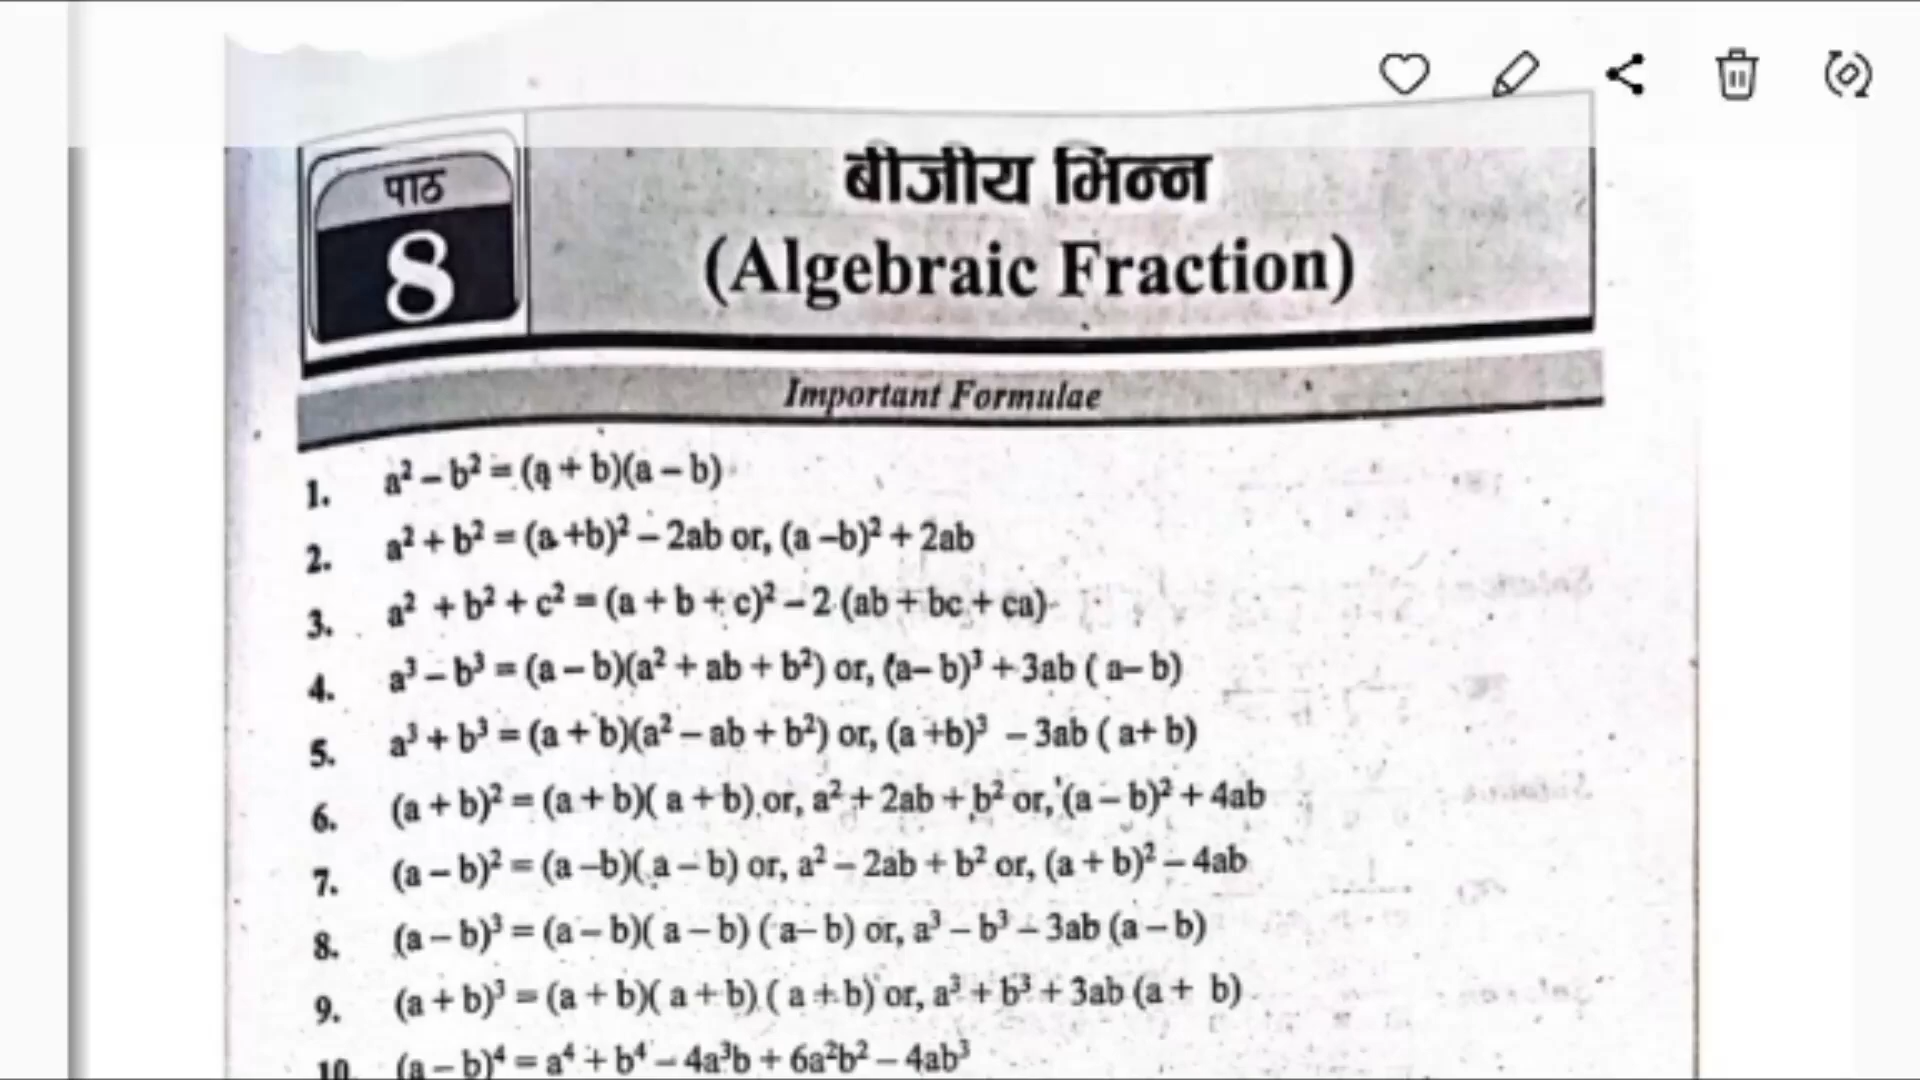 पाठ
8
बीजीय भिन्न
(Algebraic Fraction)
Important Formulae
1. a² – b² = (a + b)(a – b)
2. a² + b² = (a +b)² – 2ab or, (a –b)² + 2ab
3. a² + b² + c² = (a + b + c)² – 2 (ab + bc + ca)
4. a³ – b³ = (a – b)(a² + ab + b²) or, (a– b)³ + 3ab ( a– b)
5. a³ + b³ = (a + b)(a² – ab + b²) or, (a +b)³ – 3ab ( a+ b)
6. (a + b)² = (a + b)( a + b) or, a² + 2ab + b² or, (a – b)² + 4ab
7. (a – b)² = (a –b)( a – b) or, a² – 2ab + b² or, (a + b)² – 4ab
8. (a – b)³ = (a – b)( a – b) ( a– b) or, a³ – b³ – 3ab (a – b)
9. (a + b)³ = (a + b)( a + b) ( a + b) or, a³ + b³ + 3ab (a + b)
10. (a – b)⁴ = a⁴ + b⁴ – 4a³b + 6a²b² – 4ab³